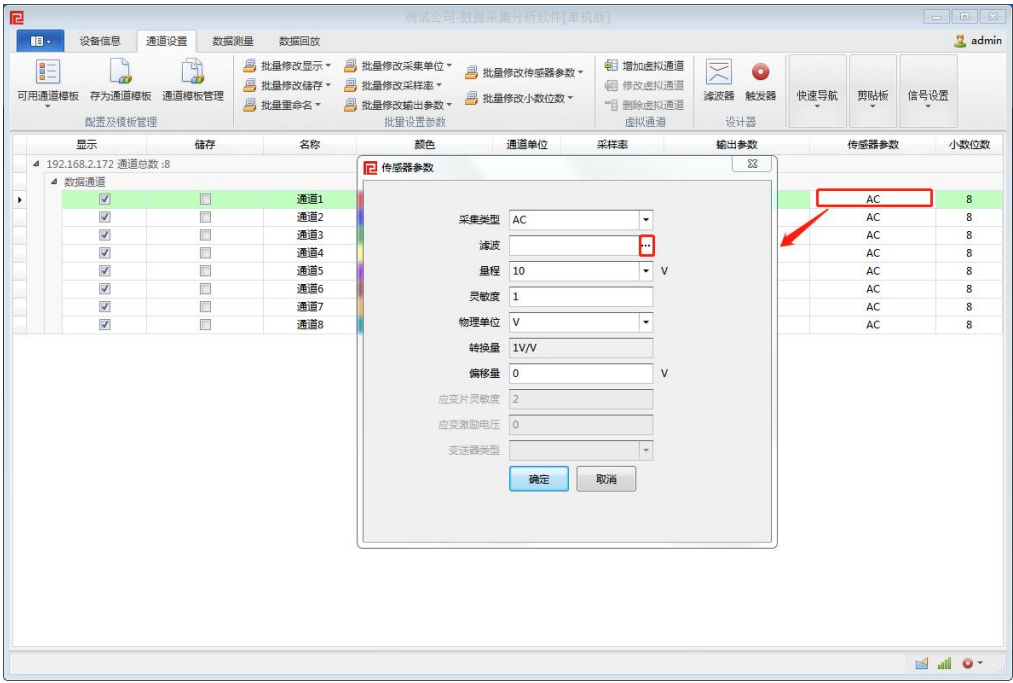 测试公司-数据采集分析软件[单机版]
设备信息 通道设置 数据测量 数据回放 admin
可用通道模板 存为通道模板 通道模板管理
配置及模板管理
批量修改显示 批量修改采集单位 批量修改传感器参数
批量修改储存 批量修改采样率 批量修改小数位数
批量重命名 批量修改输出参数
批里设置参数
增加虚拟通道
修改虚拟通道
删除虚拟通道
虚拟通道
滤波器 触发器
设计器
快速导航 剪贴板 信号设置
显示 储存 名称 颜色 通道单位 采样率 输出参数 传感器参数 小数位数
192.168.2.172 通道总数 :8
数据通道
通道1 AC 8
通道2 AC 8
通道3 AC 8
通道4 AC 8
通道5 AC 8
通道6 AC 8
通道7 AC 8
通道8 AC 8
传感器参数
采集类型 AC
滤波 ...
量程 10 V
灵敏度 1
物理单位 V
转换量 1V/V
偏移量 0 V
应变片灵敏度 2
应变激励电压 0
变送器类型
确定 取消